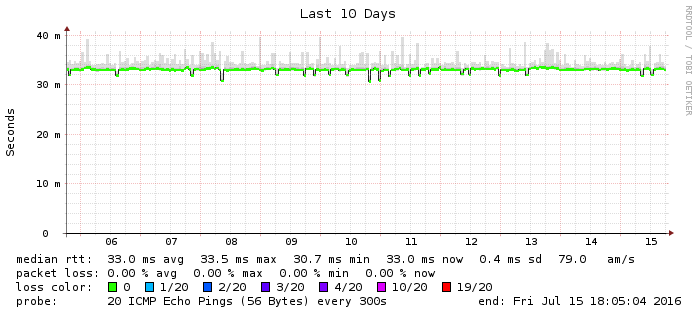 Last 10 Days
RRDTOOL / TOBI OETIKER
Seconds
40 m
30 m
20 m
10 m
0
06 07 08 09 10 11 12 13 14 15
median rtt: 33.0 ms avg 33.5 ms max 30.7 ms min 33.0 ms now 0.4 ms sd 79.0 am/s
packet loss: 0.00 % avg 0.00 % max 0.00 % min 0.00 % now
loss color: 0 1/20 2/20 3/20 4/20 10/20 19/20
probe: 20 ICMP Echo Pings (56 Bytes) every 300s end: Fri Jul 15 18:05:04 2016